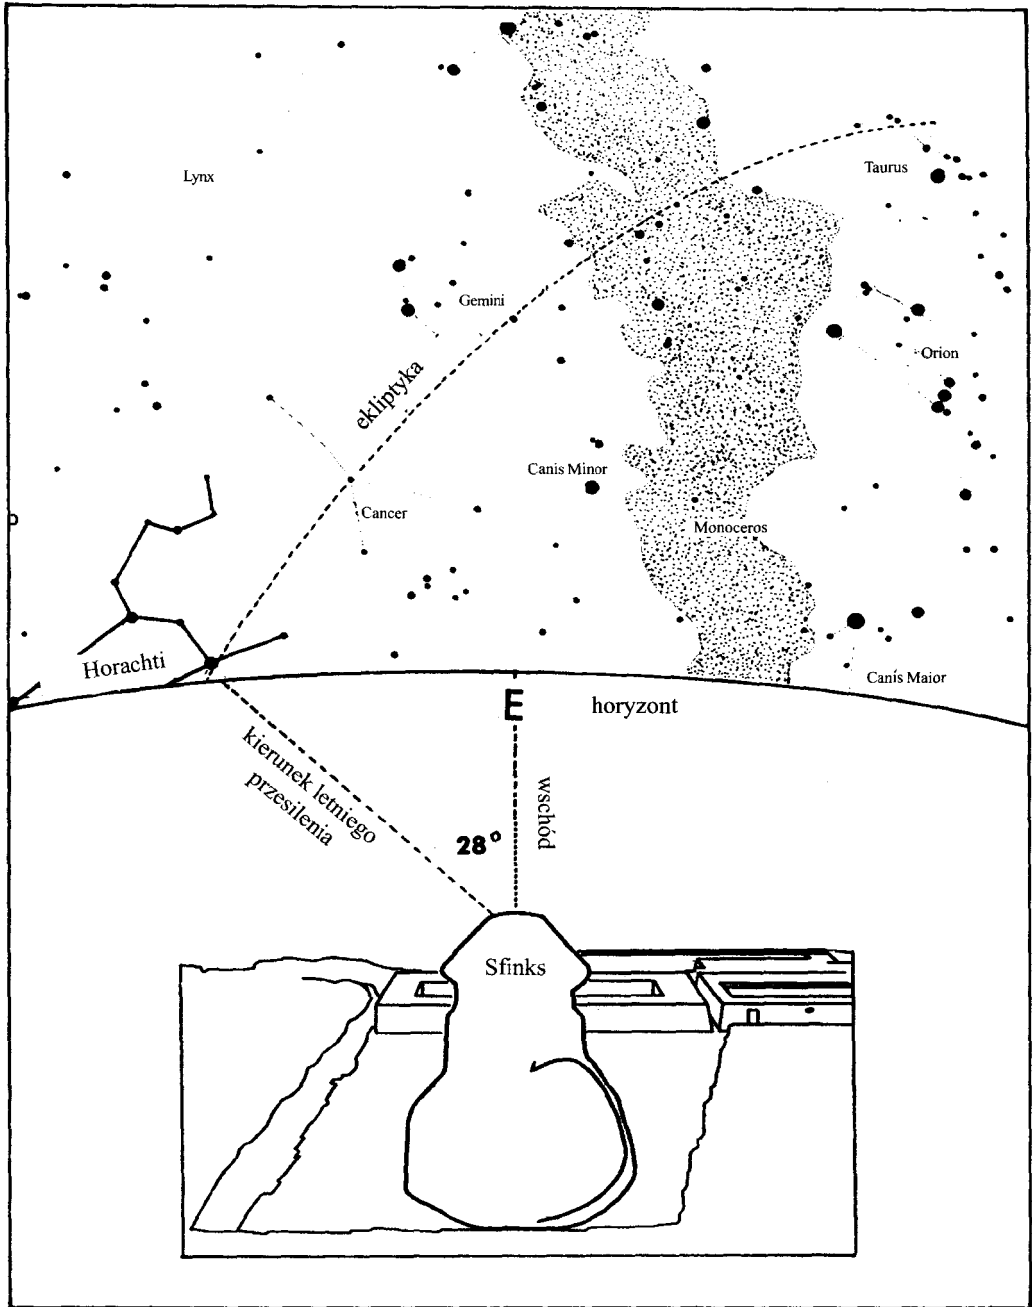 Lynx
Taurus
Gemini
Orion
ekliptyka
Canis Minor
Cancer
Monoceros
Horachti
Canis Maior
E
horyzont
kierunek letniego
przesilenia
wschód
28°
Sfinks